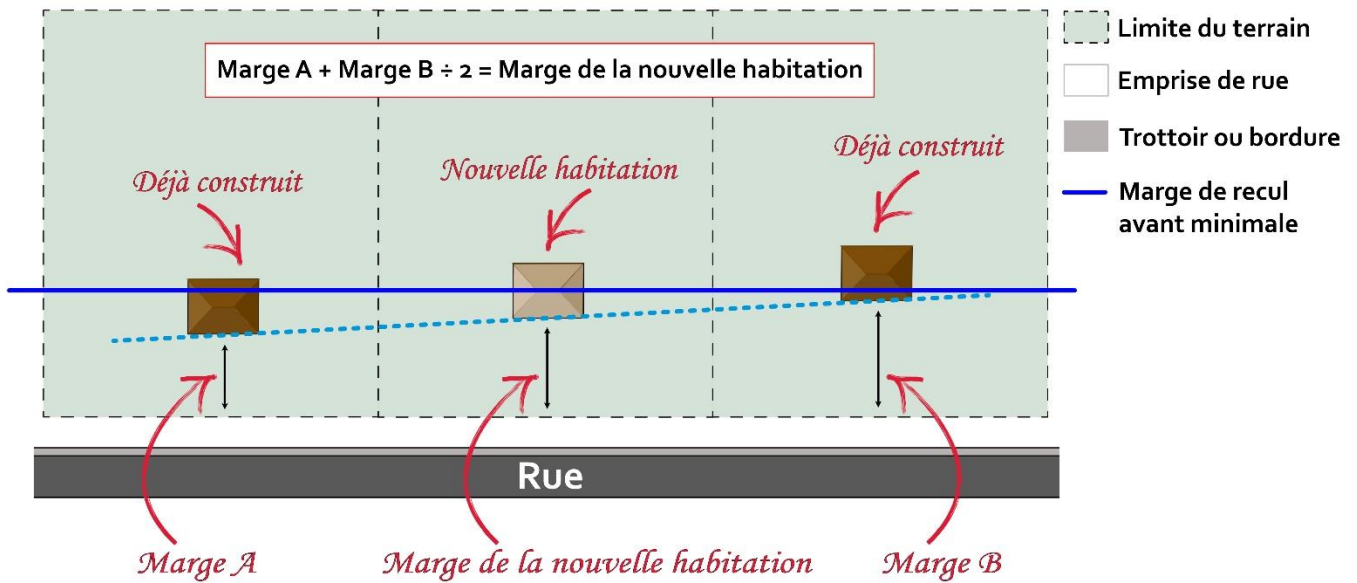 Marge A + Marge B ÷ 2 = Marge de la nouvelle habitation
Déjà construit
Nouvelle habitation
Déjà construit
Rue
Marge A
Marge de la nouvelle habitation
Marge B
Limite du terrain
Emprise de rue
Trottoir ou bordure
Marge de recul
avant minimale